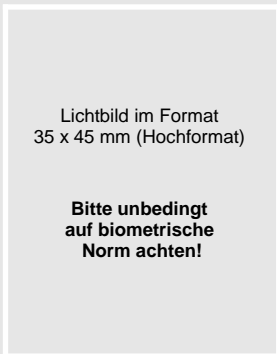 Lichtbild im Format
35 x 45 mm (Hochformat)
Bitte unbedingt
auf biometrische
Norm achten!